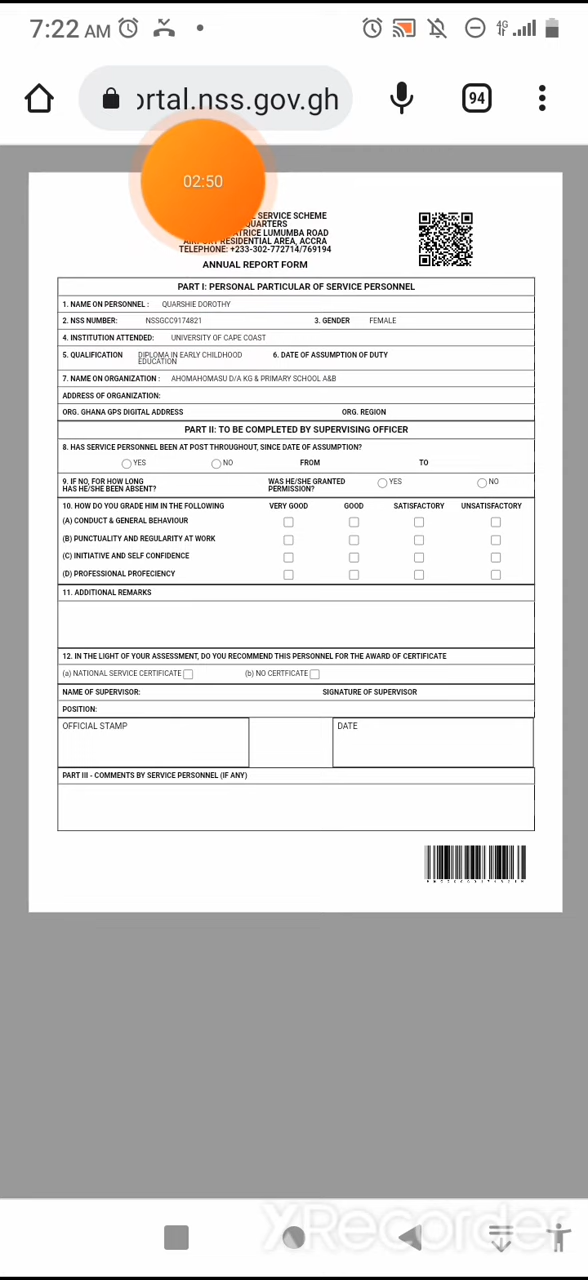 7:22 AM
4G
ortal.nss.gov.gh
94
02:50
SERVICE SCHEME
LUMUMBA ROAD
RESIDENTIAL AREA, ACCRA
TELEPHONE: +233-302-772714/769194
ANNUAL REPORT FORM
PART I: PERSONAL PARTICULAR OF SERVICE PERSONNEL
1. NAME ON PERSONNEL : QUARSHIE DOROTHY
2. NSS NUMBER: NSSGCC9174821 3. GENDER FEMALE
4. INSTITUTION ATTENDED: UNIVERSITY OF CAPE COAST
5. QUALIFICATION DIPLOMA IN EARLY CHILDHOOD EDUCATION 6. DATE OF ASSUMPTION OF DUTY
7. NAME ON ORGANIZATION : AHOMAHOMASU D/A KG & PRIMARY SCHOOL A&B
ADDRESS OF ORGANIZATION:
ORG. GHANA GPS DIGITAL ADDRESS ORG. REGION
PART II: TO BE COMPLETED BY SUPERVISING OFFICER
8. HAS SERVICE PERSONNEL BEEN AT POST THROUGHOUT, SINCE DATE OF ASSUMPTION?
YES NO FROM TO
9. IF NO, FOR HOW LONG WAS HE/SHE GRANTED YES NO
HAS HE/SHE BEEN ABSENT? PERMISSION?
10. HOW DO YOU GRADE HIM IN THE FOLLOWING VERY GOOD GOOD SATISFACTORY UNSATISFACTORY
(A) CONDUCT & GENERAL BEHAVIOUR
(B) PUNCTUALITY AND REGULARITY AT WORK
(C) INITIATIVE AND SELF CONFIDENCE
(D) PROFESSIONAL PROFECIENCY
11. ADDITIONAL REMARKS
12. IN THE LIGHT OF YOUR ASSESSMENT, DO YOU RECOMMEND THIS PERSONNEL FOR THE AWARD OF CERTIFICATE
(a) NATIONAL SERVICE CERTIFICATE (b) NO CERTFICATE
NAME OF SUPERVISOR: SIGNATURE OF SUPERVISOR
POSITION:
OFFICIAL STAMP DATE
PART III - COMMENTS BY SERVICE PERSONNEL (IF ANY)
XRecorder